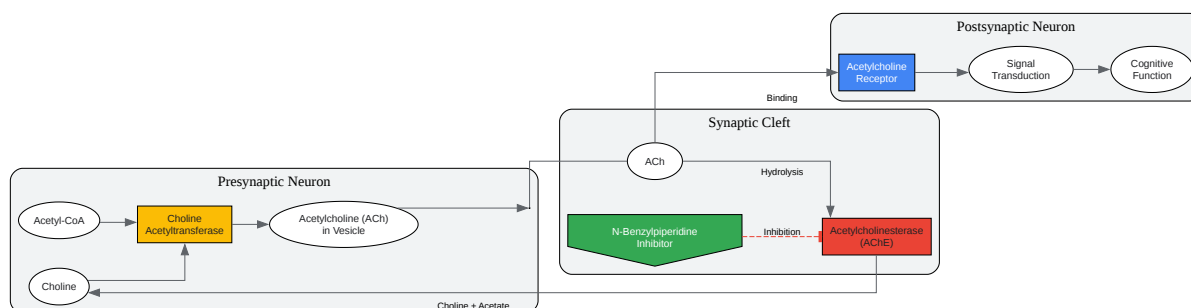 Postsynaptic Neuron
Acetylcholine
Receptor
Signal
Transduction
Cognitive
Function
Binding
Synaptic Cleft
ACh
Hydrolysis
N-Benzylpiperidine
Inhibitor
Inhibition
Acetylcholinesterase
(AChE)
Presynaptic Neuron
Acetyl-CoA
Choline
Acetyltransferase
Acetylcholine (ACh)
in Vesicle
Choline
Choline + Acetate